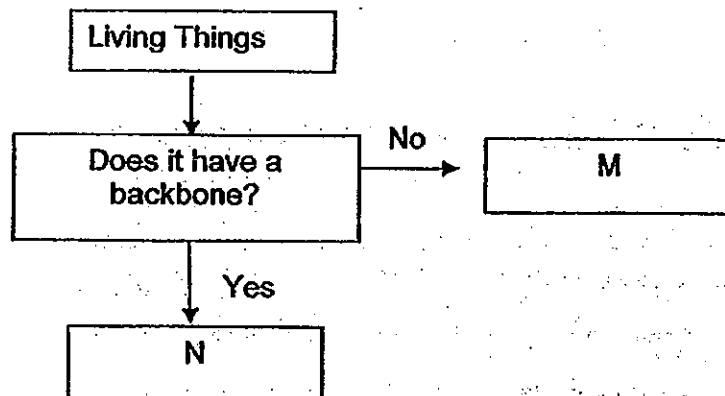 Living Things
Does it have a
backbone?
No
M
Yes
N